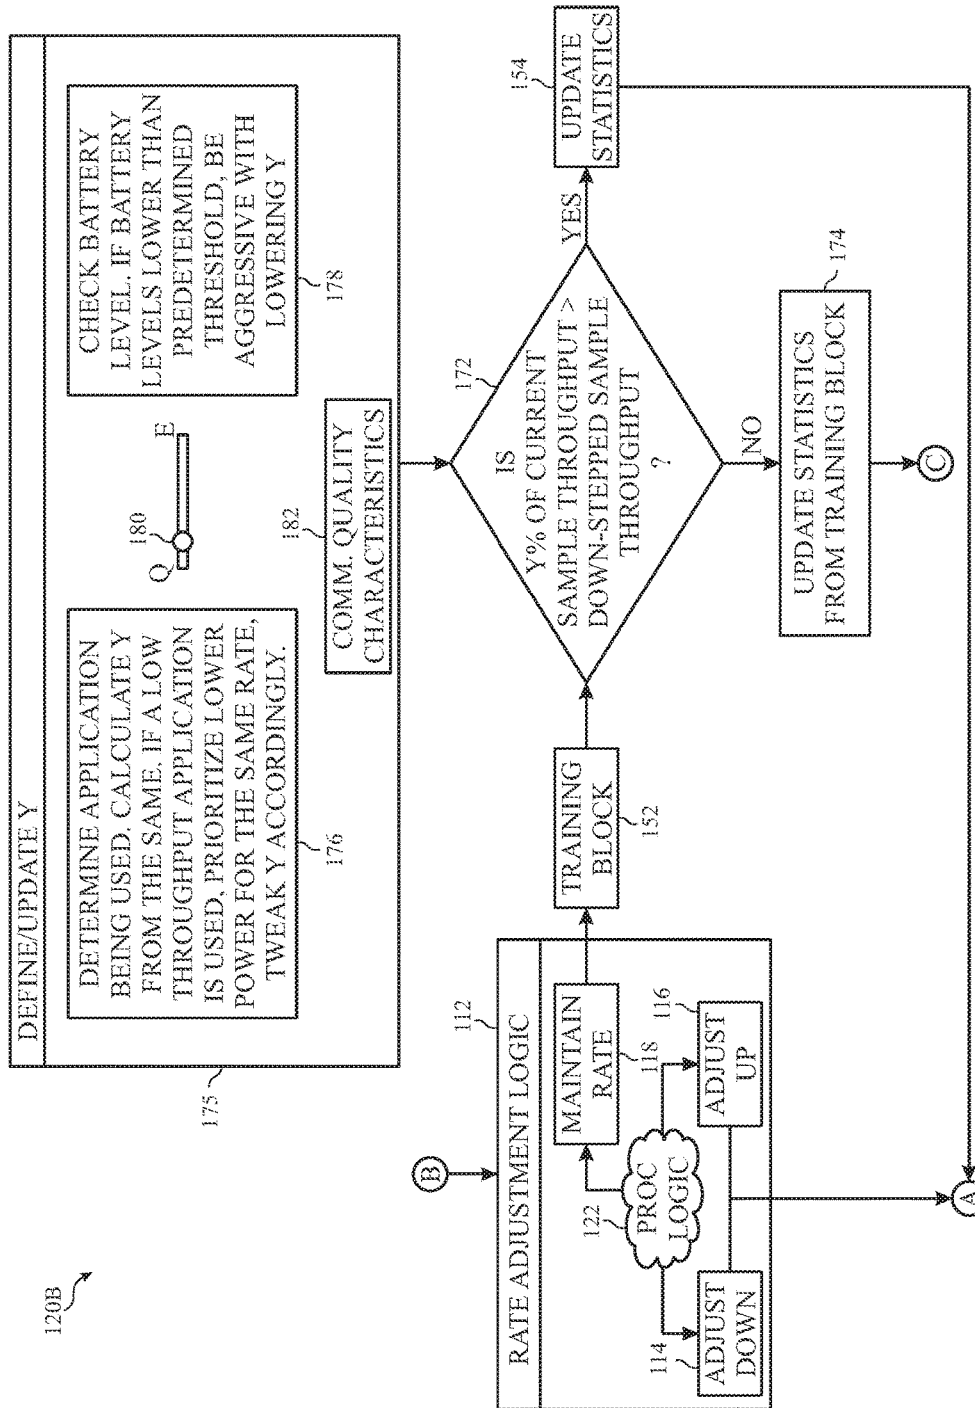 120B
DEFINE/UPDATE Y
175
DETERMINE APPLICATION
BEING USED. CALCULATE Y
FROM THE SAME. IF A LOW
THROUGHPUT APPLICATION
IS USED, PRIORITIZE LOWER
POWER FOR THE SAME RATE,
TWEAK Y ACCORDINGLY.
176
Q
180
E
CHECK BATTERY
LEVEL. IF BATTERY
LEVELS LOWER THAN
PREDETERMINED
THRESHOLD, BE
AGGRESSIVE WITH
LOWERING Y
178
182
COMM. QUALITY
CHARACTERISTICS
B
112
RATE ADJUSTMENT LOGIC
MAINTAIN
RATE
118
122
PROC
LOGIC
114
ADJUST
DOWN
116
ADJUST
UP
TRAINING
BLOCK
152
172
IS
Y% OF CURRENT
SAMPLE THROUGHPUT >
DOWN-STEPPED SAMPLE
THROUGHPUT
?
YES
154
UPDATE
STATISTICS
NO
174
UPDATE STATISTICS
FROM TRAINING BLOCK
C
A